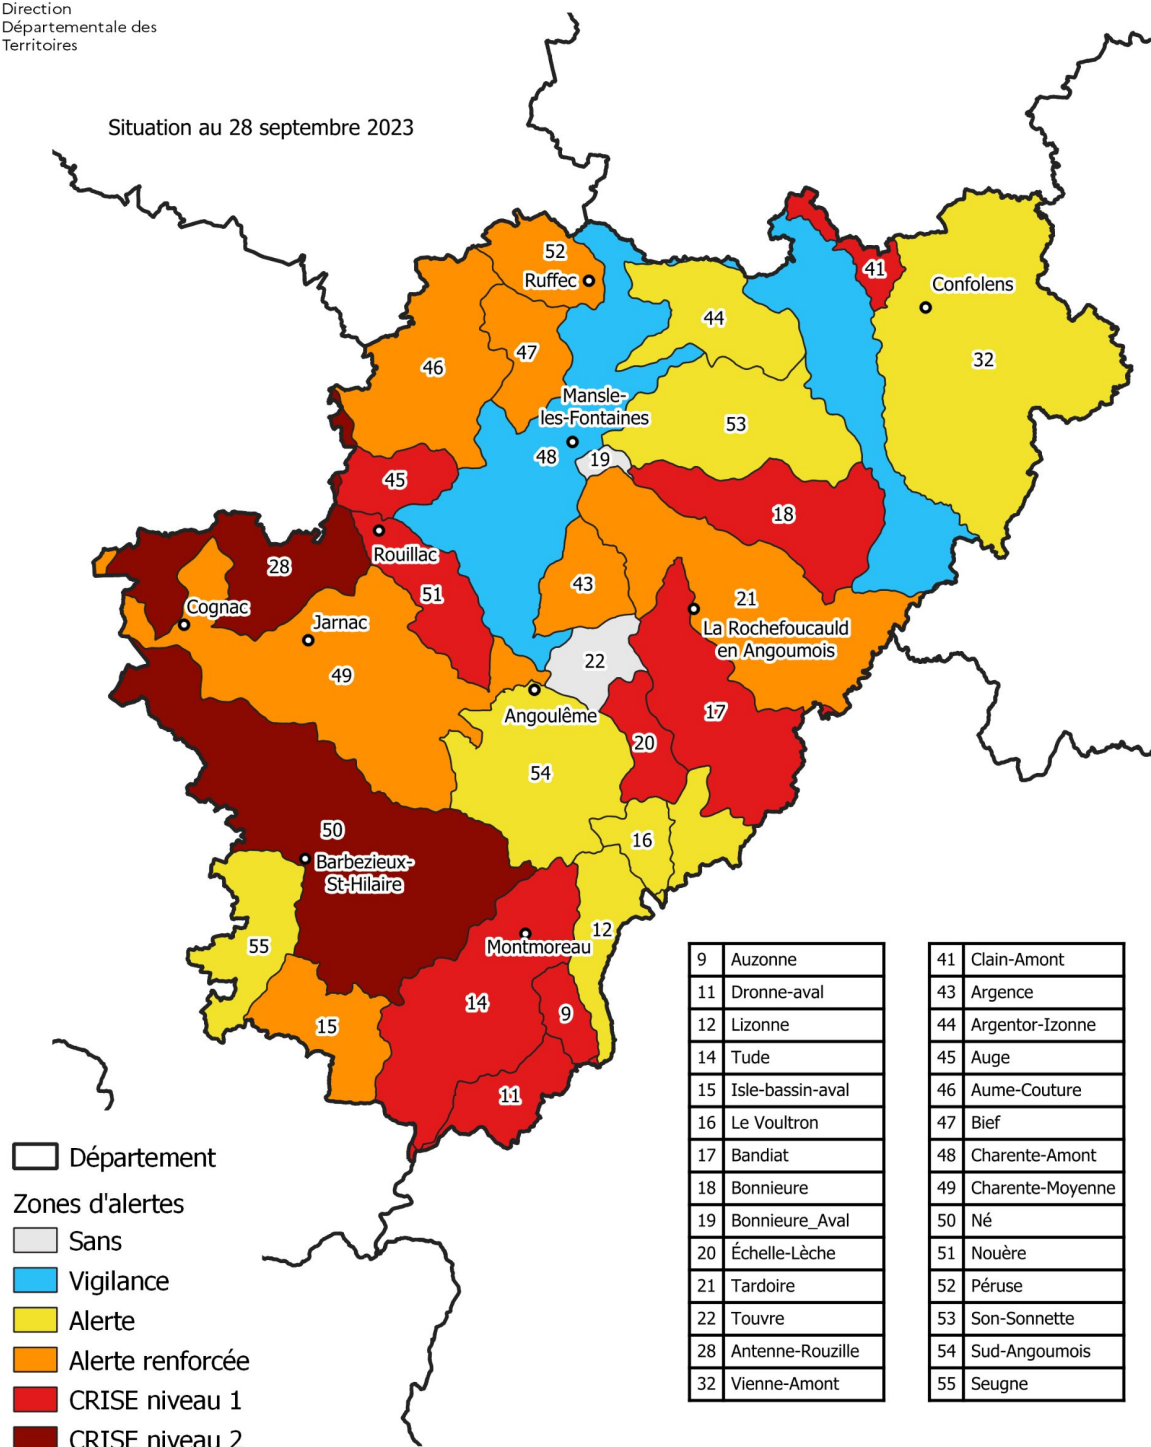 Direction
Départementale des
Territoires
Situation au 28 septembre 2023
52
Ruffec
41
Confolens
44
32
47
46
Mansle-
les-Fontaines
53
48
19
45
18
Rouillac
28
43
51
21
Cognac
Jarnac
La Rochefoucauld
en Angoumois
22
49
17
Angoulême
20
54
50
16
Barbezieux-
St-Hilaire
12
55
Montmoreau
14
9
15
11
9 Auzonne
11 Dronne-aval
12 Lizonne
14 Tude
15 Isle-bassin-aval
16 Le Voultron
17 Bandiat
18 Bonnieure
19 Bonnieure_Aval
20 Échelle-Lèche
21 Tardoire
22 Touvre
28 Antenne-Rouzille
32 Vienne-Amont
41 Clain-Amont
43 Argence
44 Argentor-Izonne
45 Auge
46 Aume-Couture
47 Bief
48 Charente-Amont
49 Charente-Moyenne
50 Né
51 Nouère
52 Péruse
53 Son-Sonnette
54 Sud-Angoumois
55 Seugne
Département
Zones d'alertes
Sans
Vigilance
Alerte
Alerte renforcée
CRISE niveau 1
CRISE niveau 2